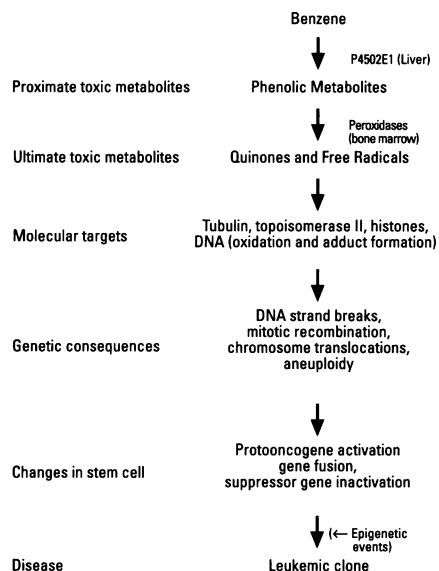 Benzene
P4502E1 (Liver)
Proximate toxic metabolites
Phenolic Metabolites
Peroxidases
(bone marrow)
Ultimate toxic metabolites
Quinones and Free Radicals
Molecular targets
Tubulin, topoisomerase II, histones,
DNA (oxidation and adduct formation)
Genetic consequences
DNA strand breaks,
mitotic recombination,
chromosome translocations,
aneuploidy
Changes in stem cell
Protooncogene activation
gene fusion,
suppressor gene inactivation
(← Epigenetic
events)
Disease
Leukemic clone